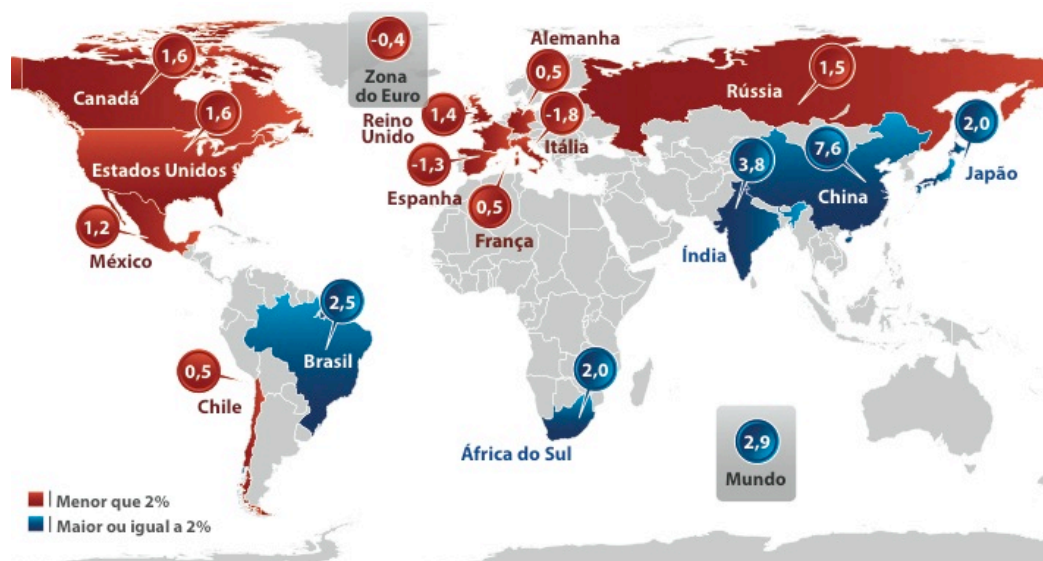 1,6
Canadá
1,6
Estados Unidos
1,2
México
-0,4
Zona
do Euro
Alemanha
0,5
Reino
Unido
1,4
-1,8
Itália
-1,3
Espanha
0,5
França
1,5
Rússia
2,0
Japão
7,6
China
3,8
Índia
2,5
Brasil
0,5
Chile
2,0
África do Sul
2,9
Mundo
Menor que 2%
Maior ou igual a 2%